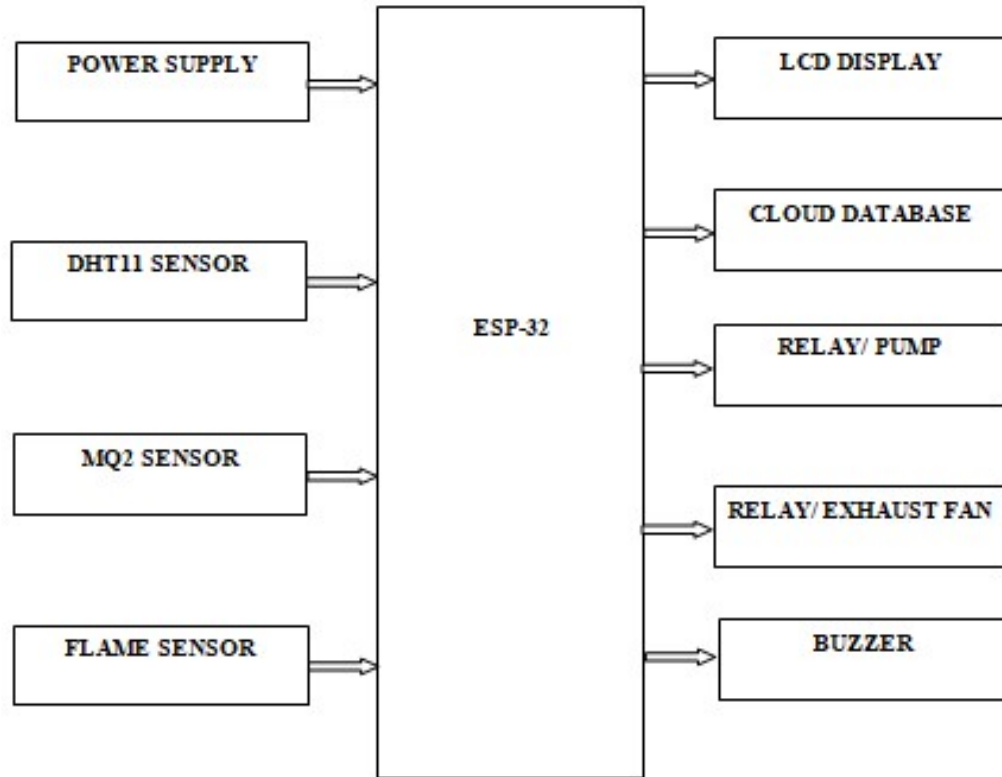 POWER SUPPLY
DHT11 SENSOR
MQ2 SENSOR
FLAME SENSOR
ESP-32
LCD DISPLAY
CLOUD DATABASE
RELAY/ PUMP
RELAY/ EXHAUST FAN
BUZZER